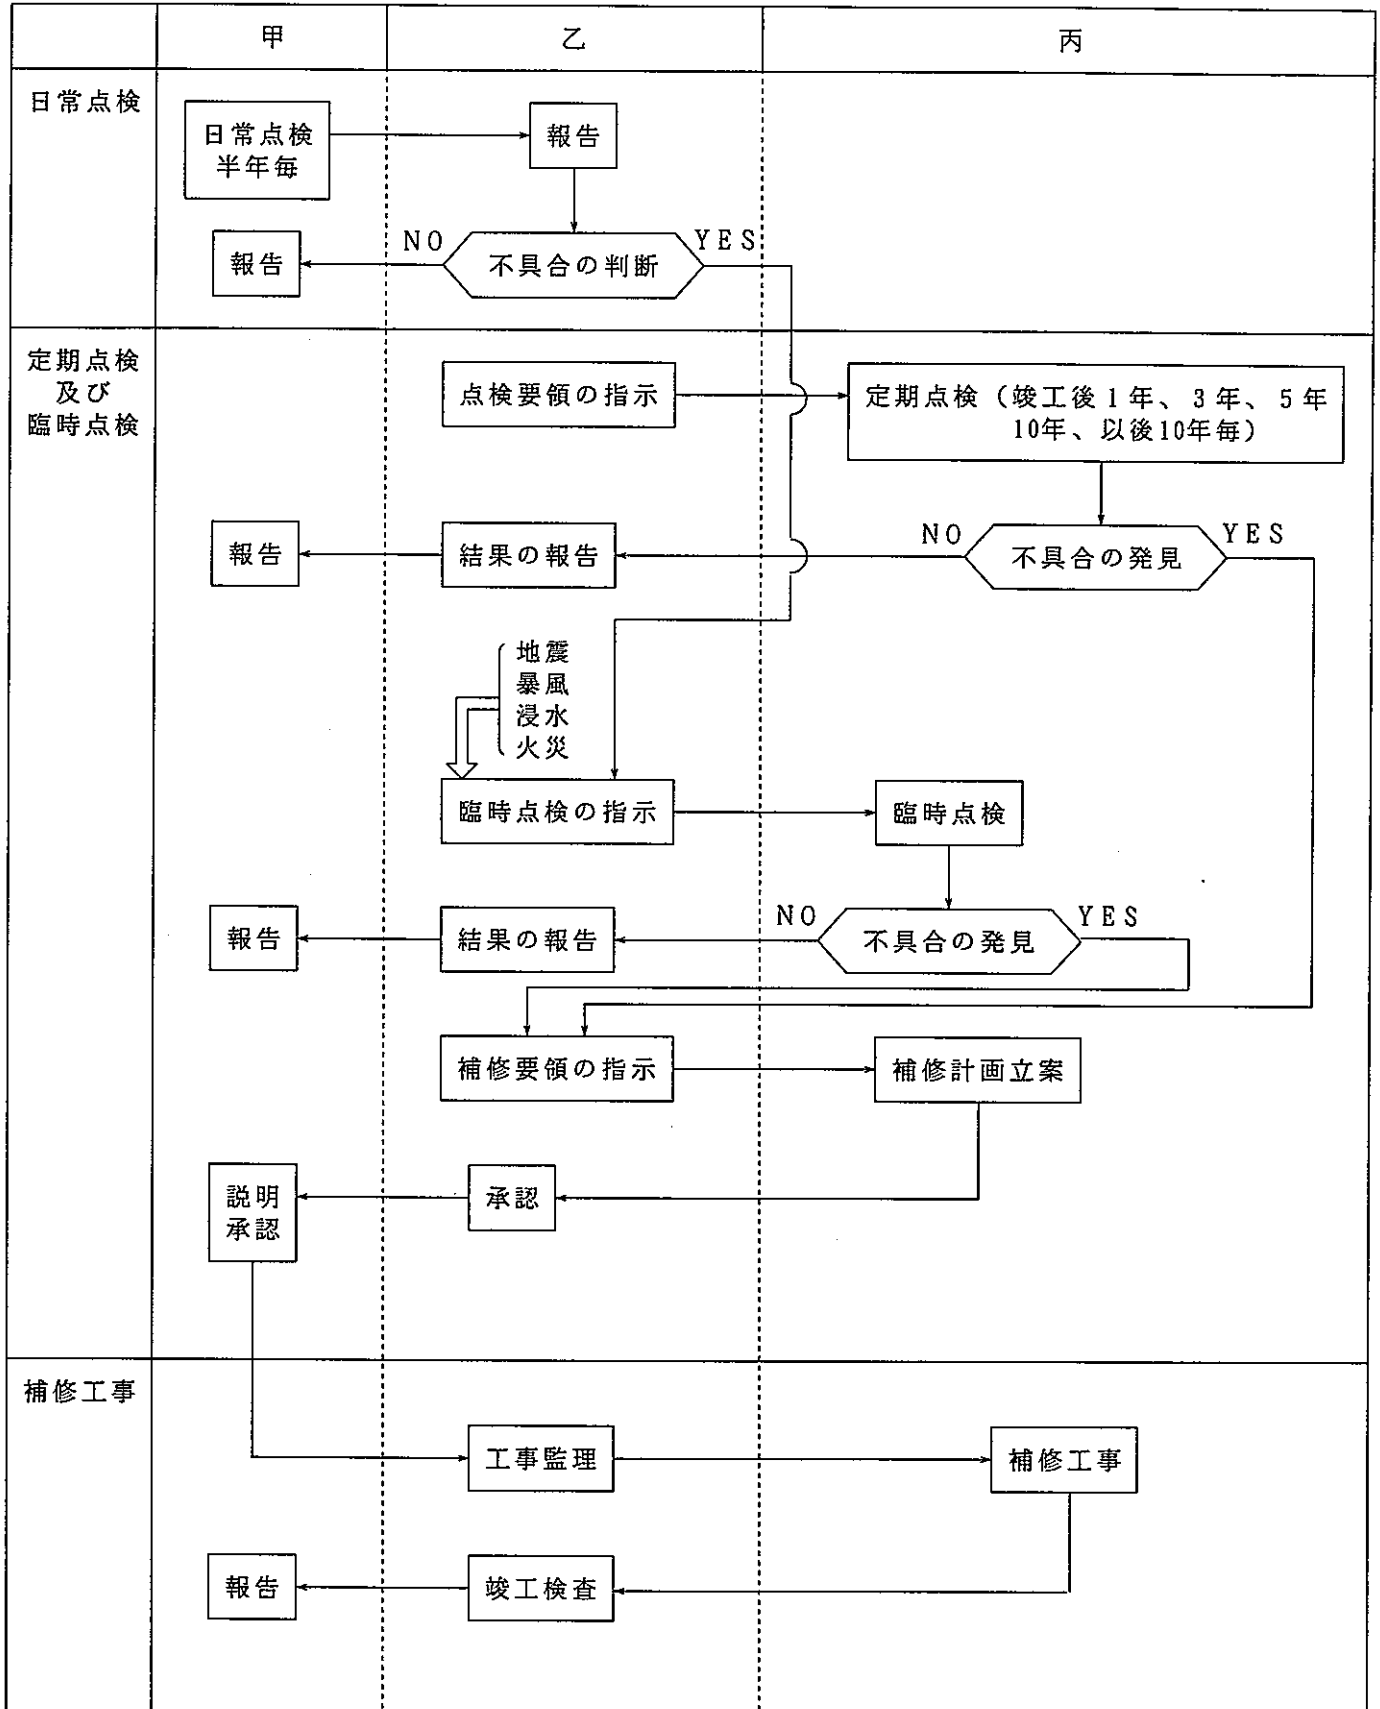 甲
乙
丙
日常点検
日常点検
半年毎
報告
報告
NO
不具合の判断
YES
定期点検
及び
臨時点検
点検要領の指示
定期点検（竣工後1年、3年、5年
10年、以後10年毎）
報告
結果の報告
NO
不具合の発見
YES
地震
暴風
浸水
火災
臨時点検の指示
臨時点検
報告
結果の報告
NO
不具合の発見
YES
補修要領の指示
補修計画立案
説明
承認
承認
補修工事
工事監理
補修工事
報告
竣工検査